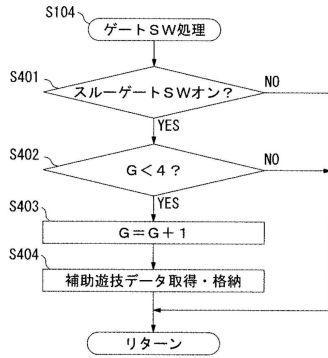 S104
ゲートSW処理
S401
スルーゲートSWオン?
NO
YES
S402
G<4?
NO
YES
S403
G=G+1
S404
補助遊技データ取得・格納
リターン